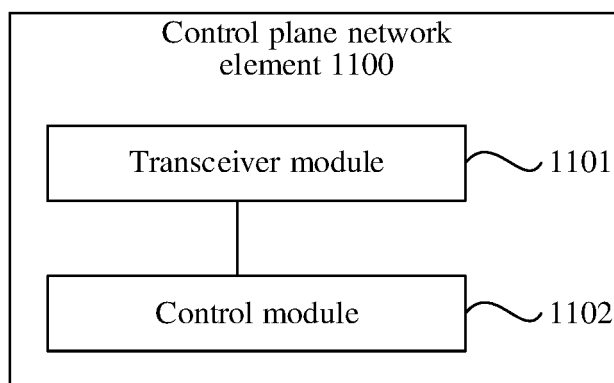 Control plane network
element 1100
Transceiver module
1101
Control module
1102